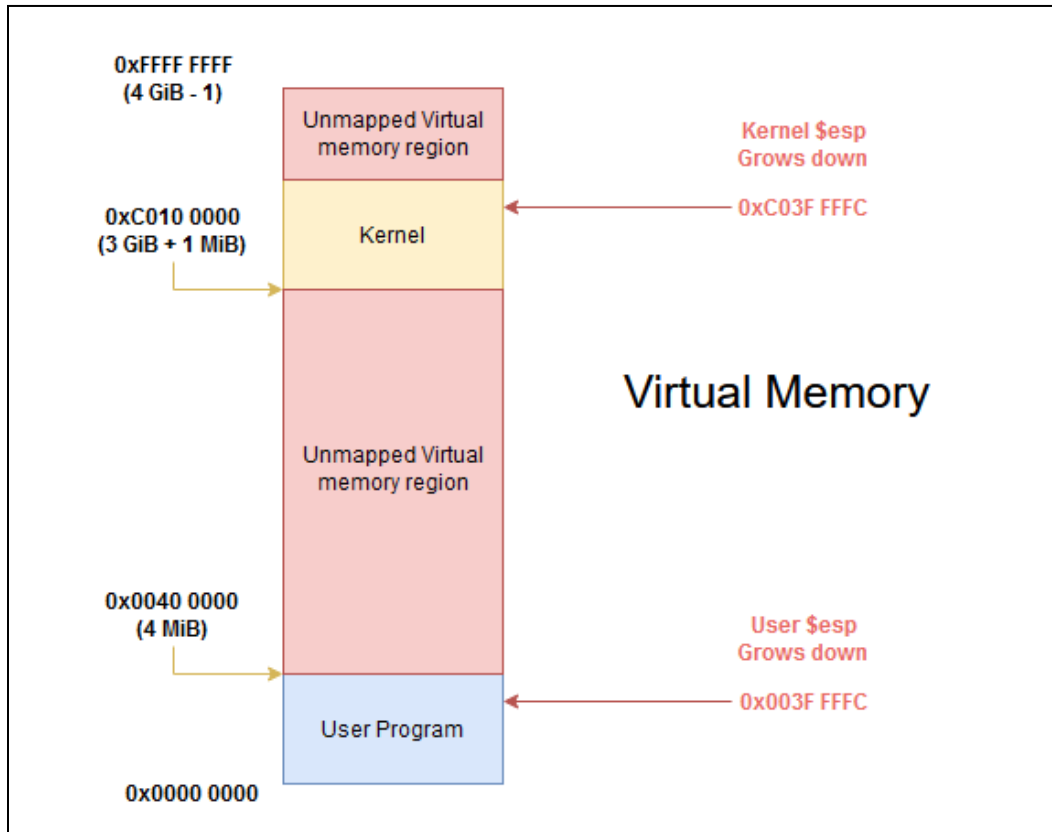 0xFFFF FFFF
(4 GiB - 1)
Unmapped Virtual
memory region
Kernel $esp
Grows down
0xC03F FFFC
0xC010 0000
(3 GiB + 1 MiB)
Kernel
Virtual Memory
Unmapped Virtual
memory region
0x0040 0000
(4 MiB)
User $esp
Grows down
0x003F FFFC
User Program
0x0000 0000